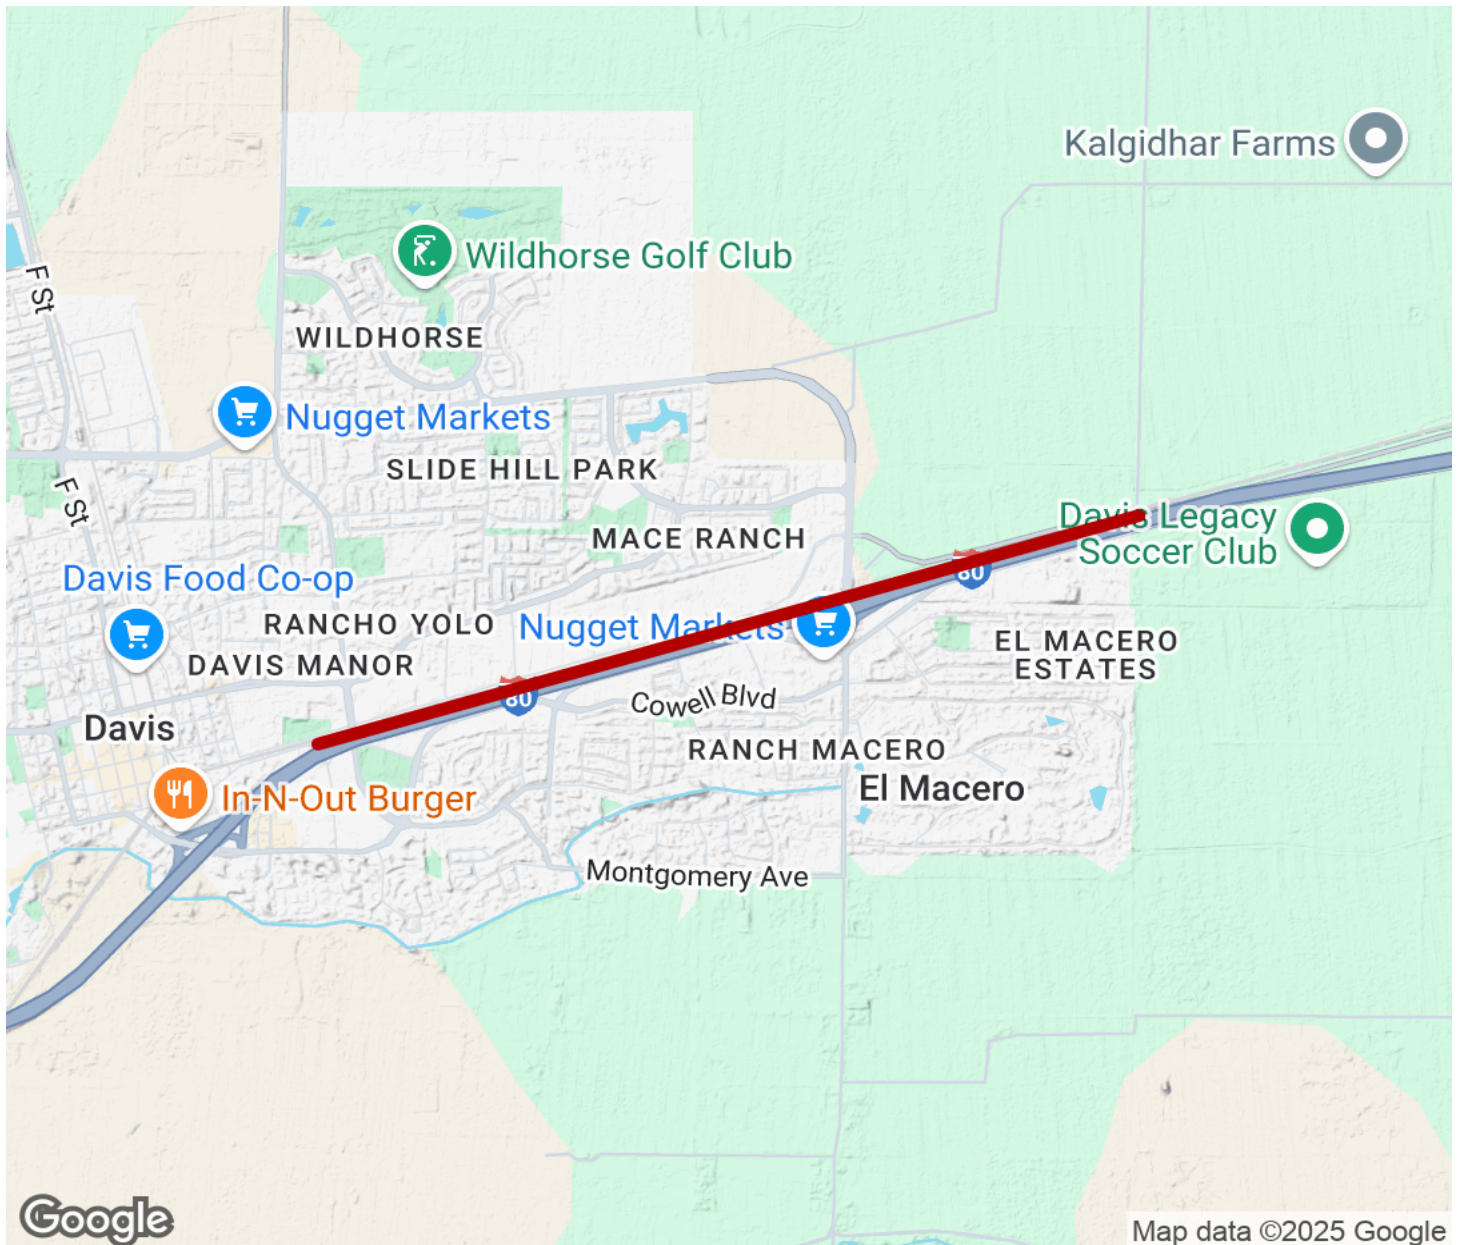 Kalgidhar Farms
Wildhorse Golf Club
F St
WILDHORSE
Nugget Markets
SLIDE HILL PARK
F St
Davis Legacy
Soccer Club
MACE RANCH
80
Davis Food Co-op
RANCHO YOLO
Nugget Markets
EL MACERO
ESTATES
DAVIS MANOR
80
Cowell Blvd
Davis
RANCH MACERO
El Macero
In-N-Out Burger
Montgomery Ave
Google
Map data ©2025 Google